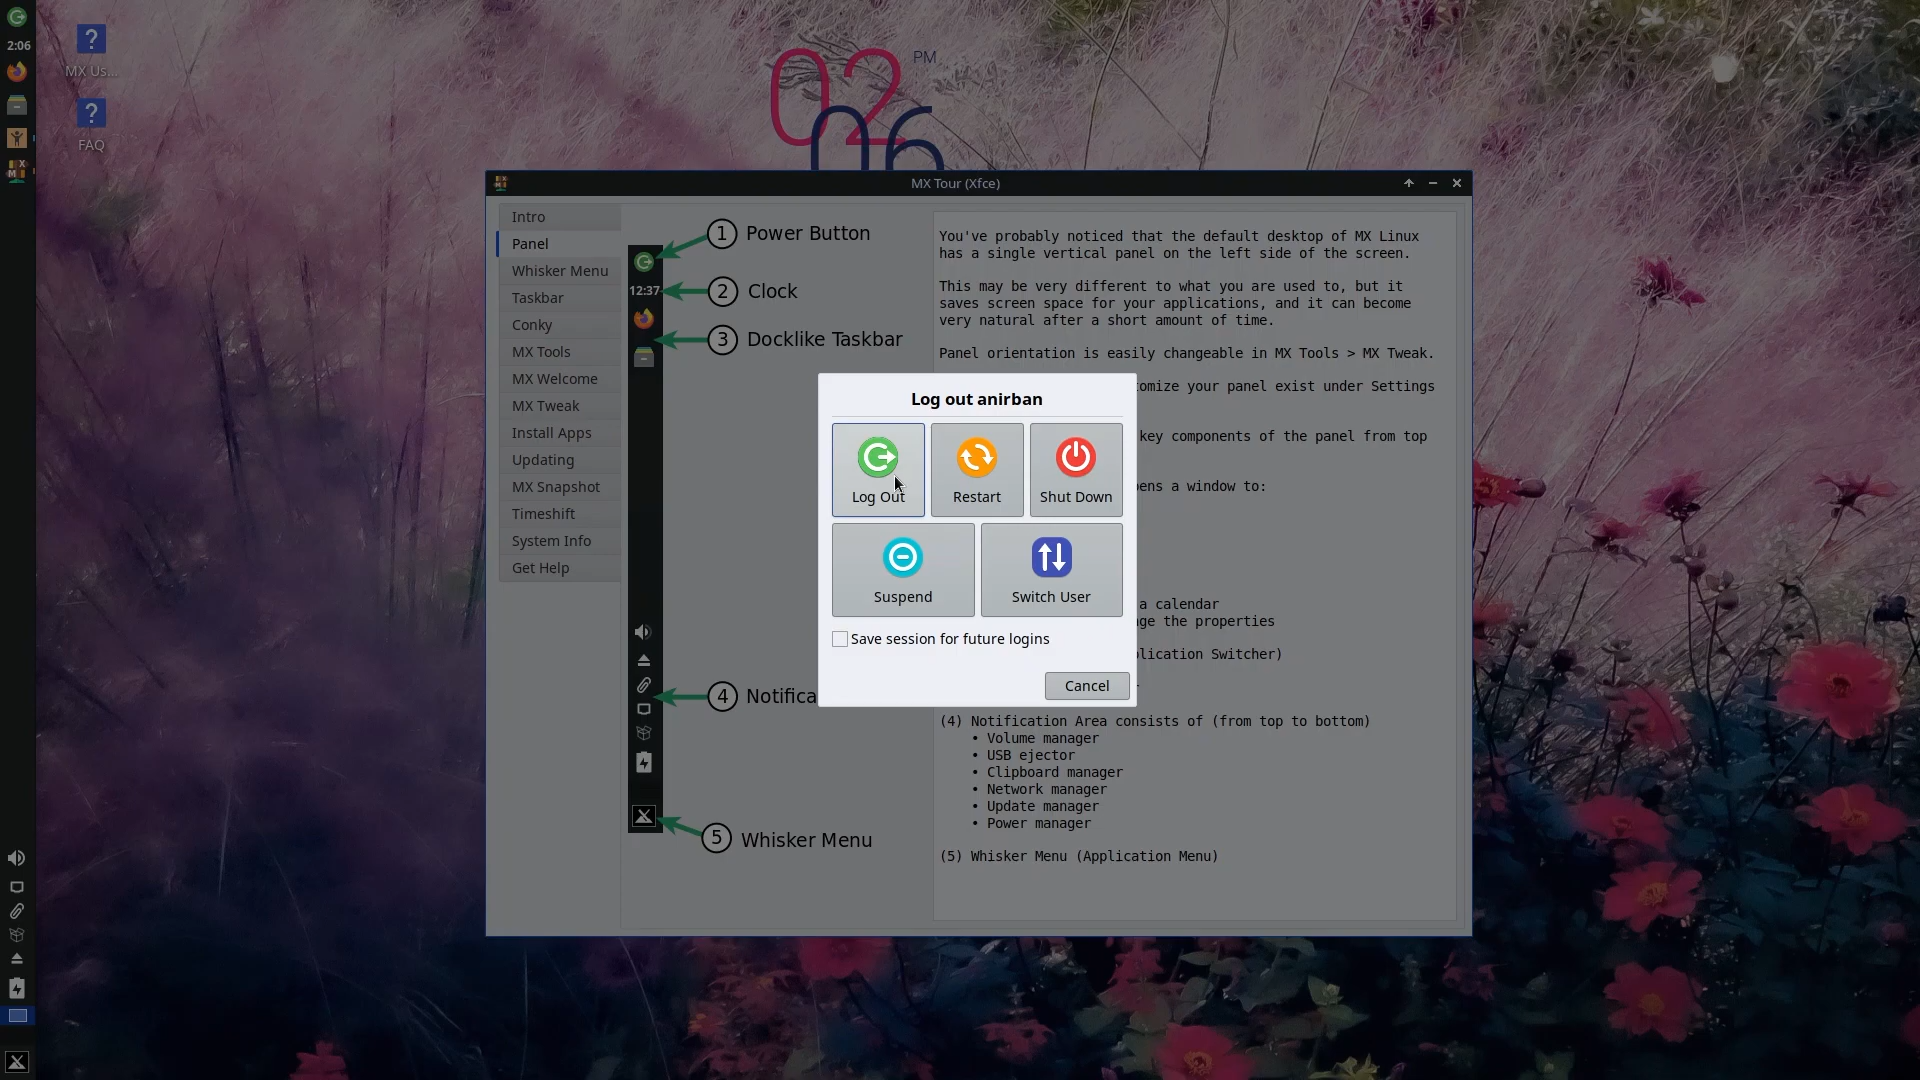 2:06
MX Us...
FAQ
02
PM
06
MX Tour (Xfce)
Intro
Panel
Whisker Menu
Taskbar
Conky
MX Tools
MX Welcome
MX Tweak
Install Apps
Updating
MX Snapshot
Timeshift
System Info
Get Help
1 Power Button
12:37
2 Clock
3 Docklike Taskbar
4 Notifica
5 Whisker Menu
You've probably noticed that the default desktop of MX Linux
has a single vertical panel on the left side of the screen.
This may be very different to what you are used to, but it
saves screen space for your applications, and it can become
very natural after a short amount of time.
Panel orientation is easily changeable in MX Tools > MX Tweak.
omize your panel exist under Settings
key components of the panel from top
ens a window to:
a calendar
ge the properties
lication Switcher)
(4) Notification Area consists of (from top to bottom)
• Volume manager
• USB ejector
• Clipboard manager
• Network manager
• Update manager
• Power manager
(5) Whisker Menu (Application Menu)
Log out anirban
Log Out
Restart
Shut Down
Suspend
Switch User
Save session for future logins
Cancel